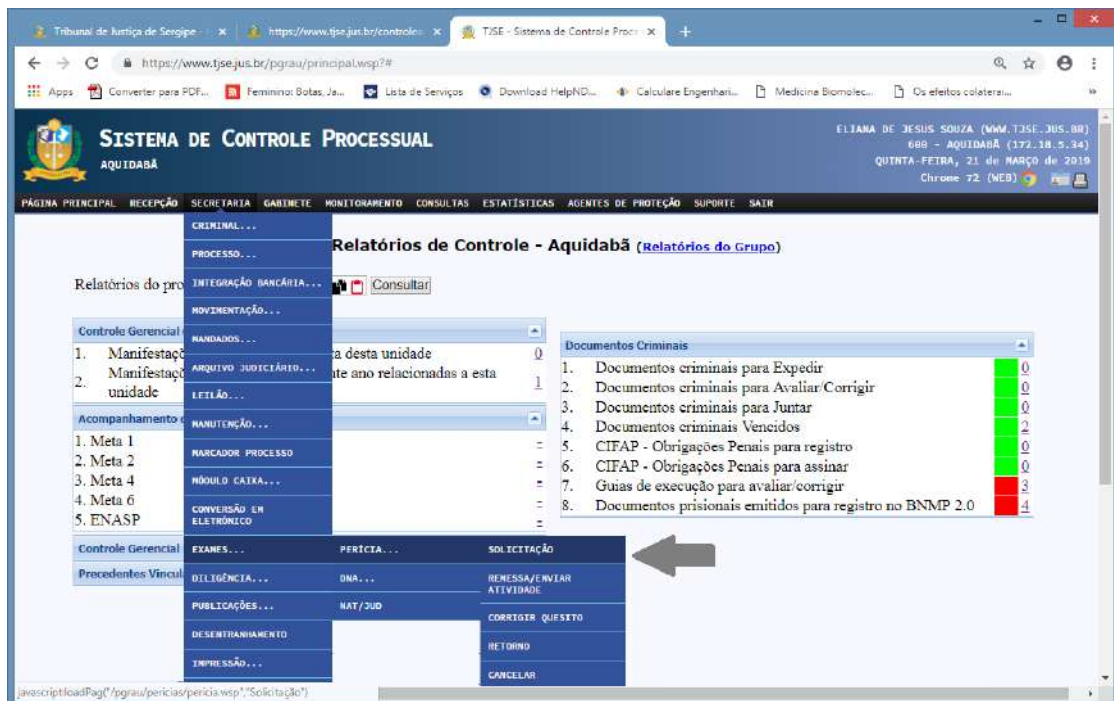 Tribunal de Justiça de Sergipe -
https://www.tjse.jus.br/controle
TJSE - Sistema de Controle Proce
https://www.tjse.jus.br/pgrau/principal.wsp?#
Apps
Converter para PDF...
Feminino: Botas, Ja...
Lista de Serviços
Download HelpND...
Calculare Engenhari...
Medicina Biomolec...
Os efeitos colaterai...
SISTEMA DE CONTROLE PROCESSUAL
AQUIDABÃ
ELIANA DE JESUS SOUZA (WWW.TJSE.JUS.BR)
600 - AQUIDABÃ (172.18.5.34)
QUINTA-FEIRA, 21 de MARÇO de 2019
Chrome 72 (WEB)
PÁGINA PRINCIPAL RECEPÇÃO SECRETARIA GABINETE MONITORAMENTO CONSULTAS ESTATÍSTICAS AGENTES DE PROTEÇÃO SUPORTE SAIR
Relatórios de Controle - Aquidabã (Relatórios do Grupo)
Relatórios do pro
Consultar
Controle Gerencial
1. Manifestaçõ
ta desta unidade 0
2. Manifestaçõ
nte ano relacionadas a esta
unidade
1
Acompanhamento
1. Meta 1 -
2. Meta 2 -
3. Meta 4 -
4. Meta 6 -
5. ENASP -
Controle Gerencial
Precedentes Vincul
CRIMINAL...
PROCESSO...
INTEGRAÇÃO BANCÁRIA...
MOVIMENTAÇÃO...
MANDADOS...
ARQUIVO JUDICIÁRIO...
LEILÃO...
MANUTENÇÃO...
MARCADOR PROCESSO
MÓDULO CAIXA...
CONVERSÃO EM
ELETRÔNICO
EXAMES...
DILIGÊNCIA...
PUBLICAÇÕES...
DESENTRANHAMENTO
IMPRESSÃO...
PERÍCIA...
DNA...
NAT/JUD
SOLICITAÇÃO
REMESSA/ENVIAR
ATIVIDADE
CORRIGIR QUESITO
RETORNO
CANCELAR
Documentos Criminais
1. Documentos criminais para Expedir 0
2. Documentos criminais para Avaliar/Corrigir 0
3. Documentos criminais para Juntar 0
4. Documentos criminais Vencidos 2
5. CIFAP - Obrigações Penais para registro 0
6. CIFAP - Obrigações Penais para assinar 0
7. Guias de execução para avaliar/corrigir 3
8. Documentos prisionais emitidos para registro no BNMP 2.0 4
javascript:loadPag("/pgrau/pericias/pericia.wsp","Solicitação")